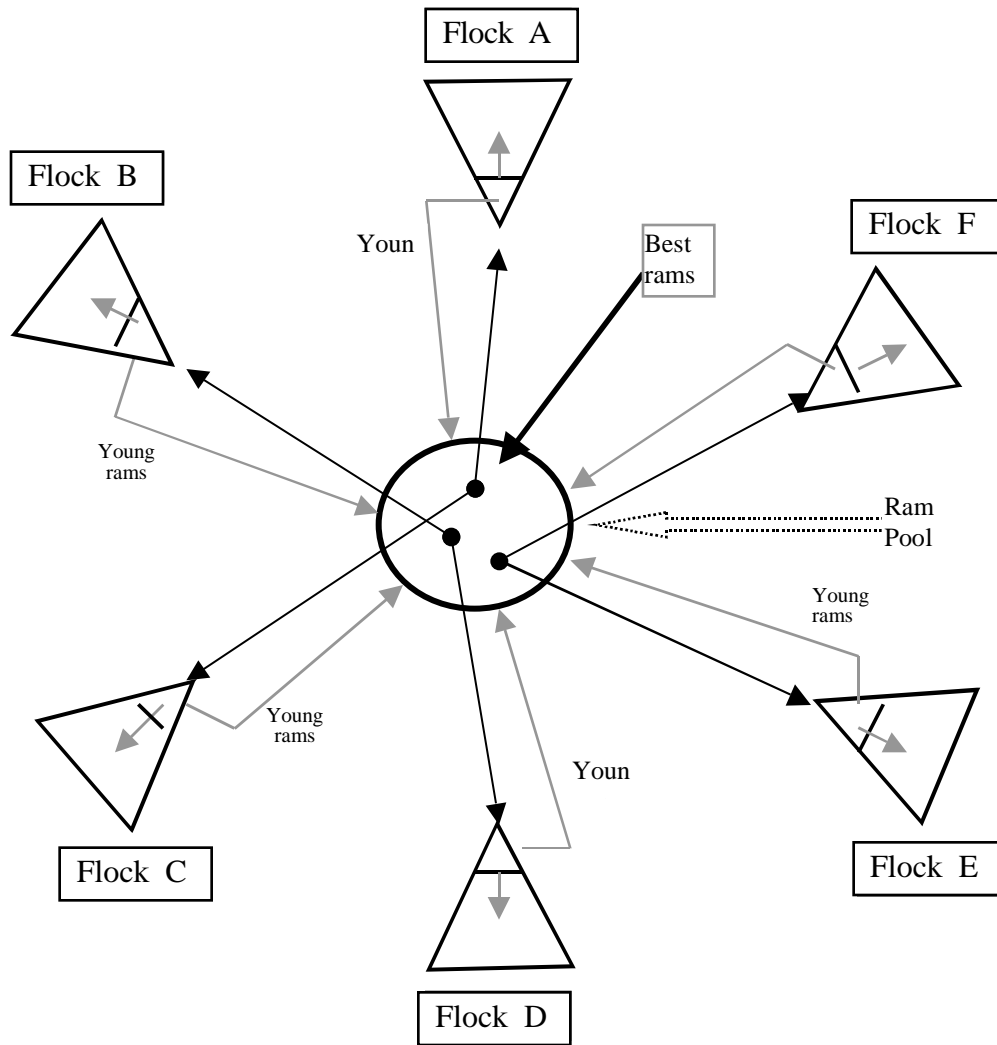 Flock A
Flock B
Flock F
Youn
Best
rams
Young
rams
Ram
Pool
Young
rams
Young
rams
Youn
Flock C
Flock E
Flock D